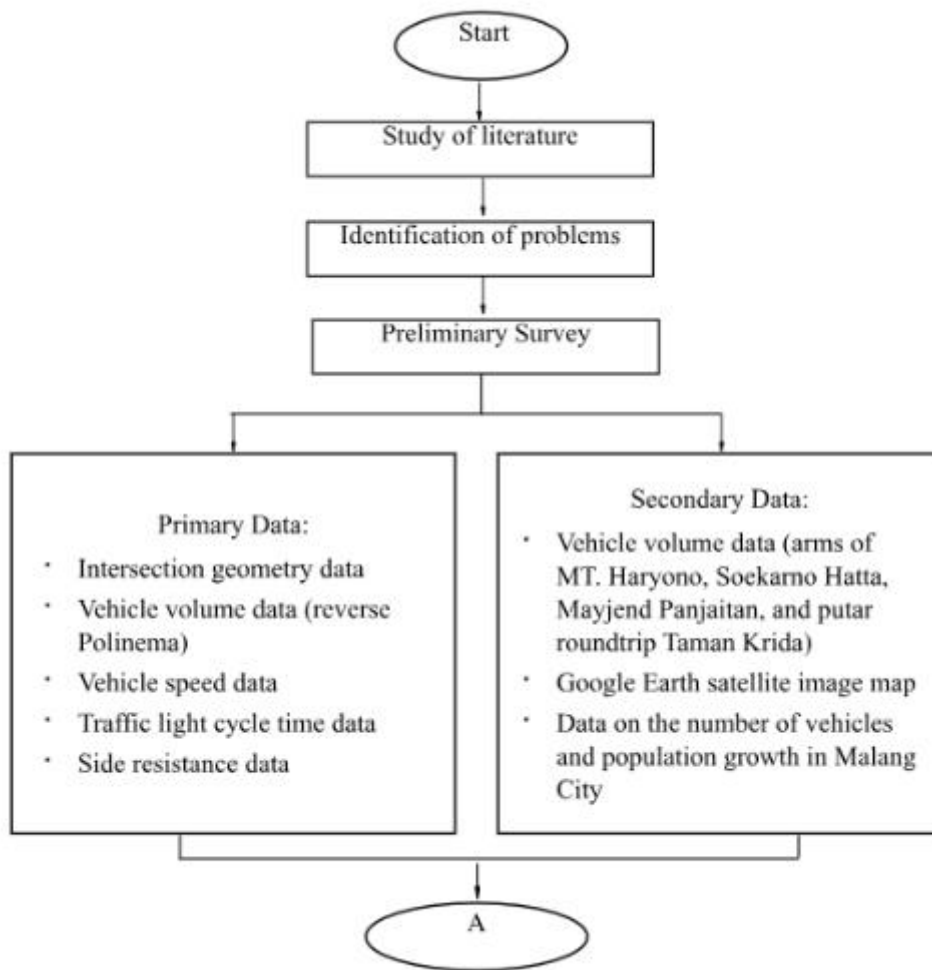 Start
Study of literature
Identification of problems
Preliminary Survey
Primary Data:
· Intersection geometry data
· Vehicle volume data (reverse
Polinema)
· Vehicle speed data
· Traffic light cycle time data
· Side resistance data
Secondary Data:
· Vehicle volume data (arms of
MT. Haryono, Soekarno Hatta,
Mayjend Panjaitan, and putar
roundtrip Taman Krida)
· Google Earth satellite image map
· Data on the number of vehicles
and population growth in Malang
City
A